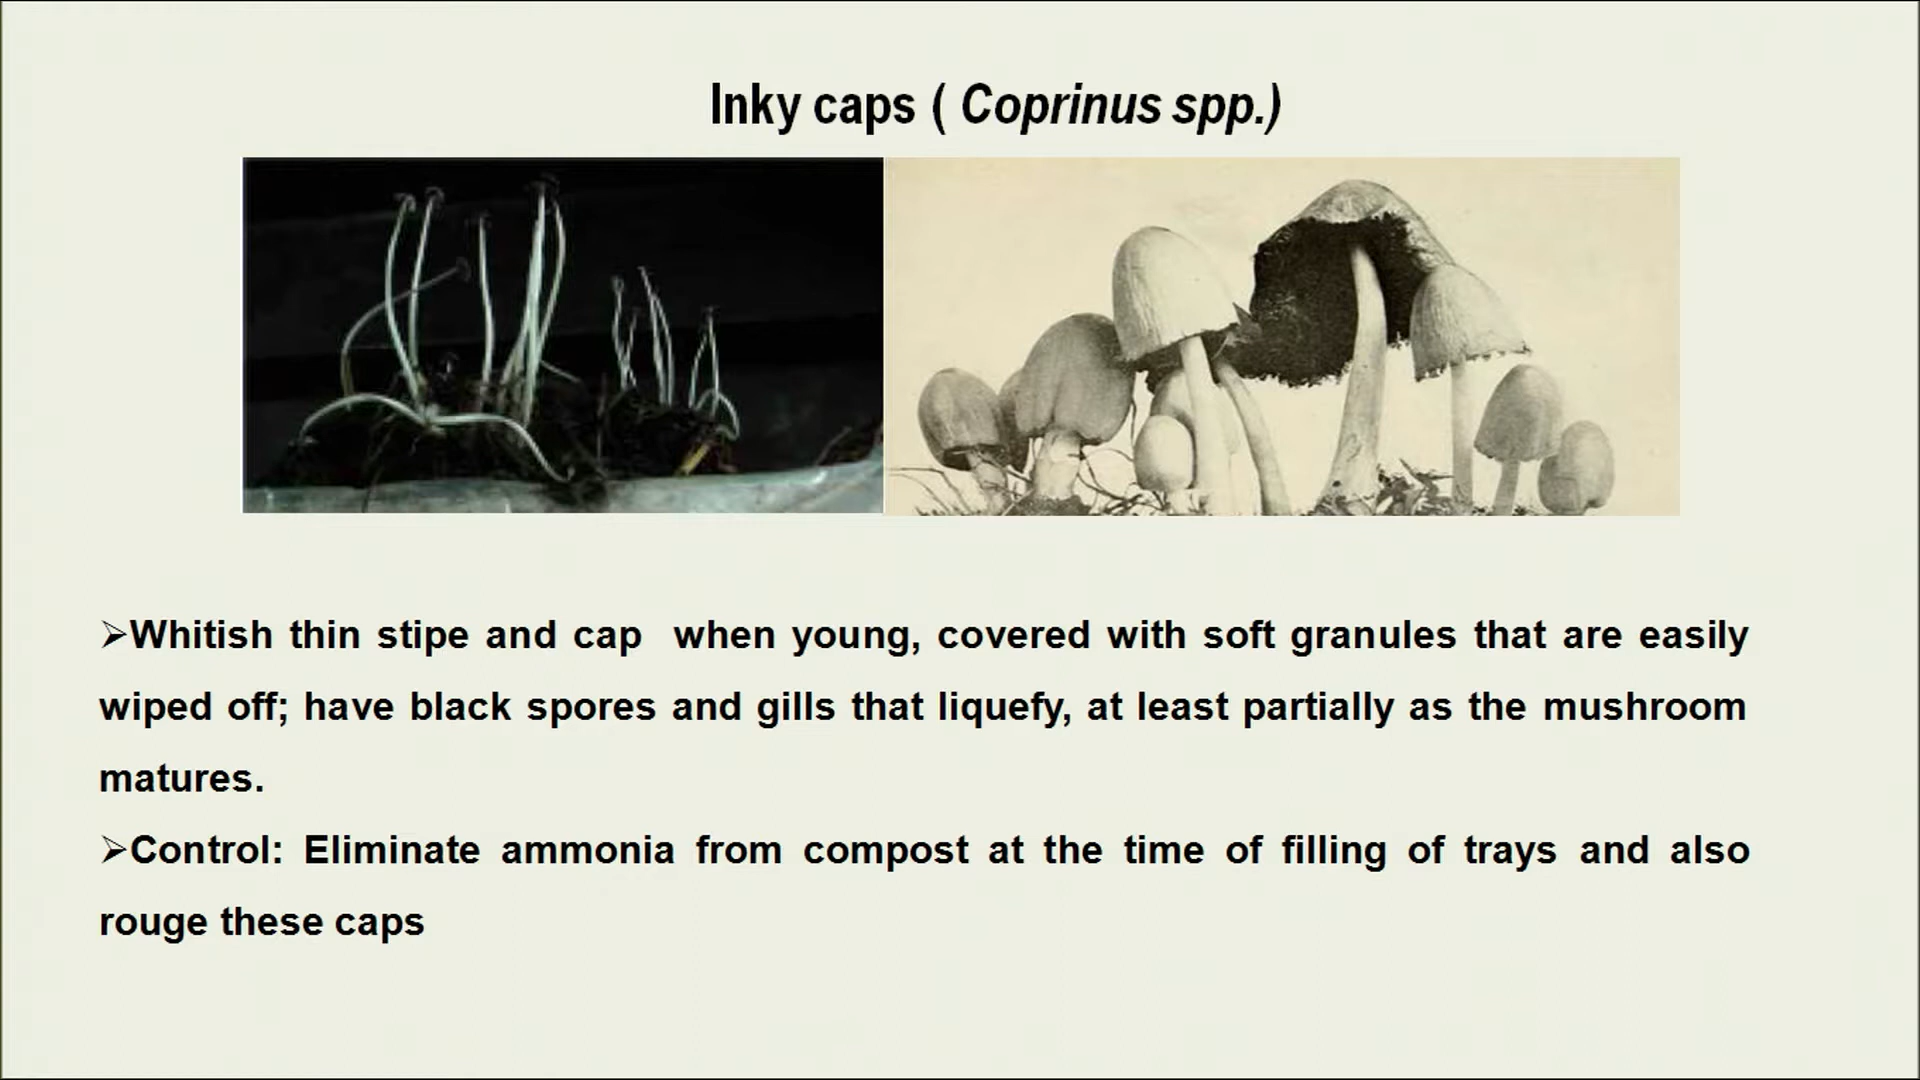 Inky caps ( Coprinus spp.)
➢Whitish thin stipe and cap when young, covered with soft granules that are easily
wiped off; have black spores and gills that liquefy, at least partially as the mushroom
matures.
➢Control: Eliminate ammonia from compost at the time of filling of trays and also
rouge these caps